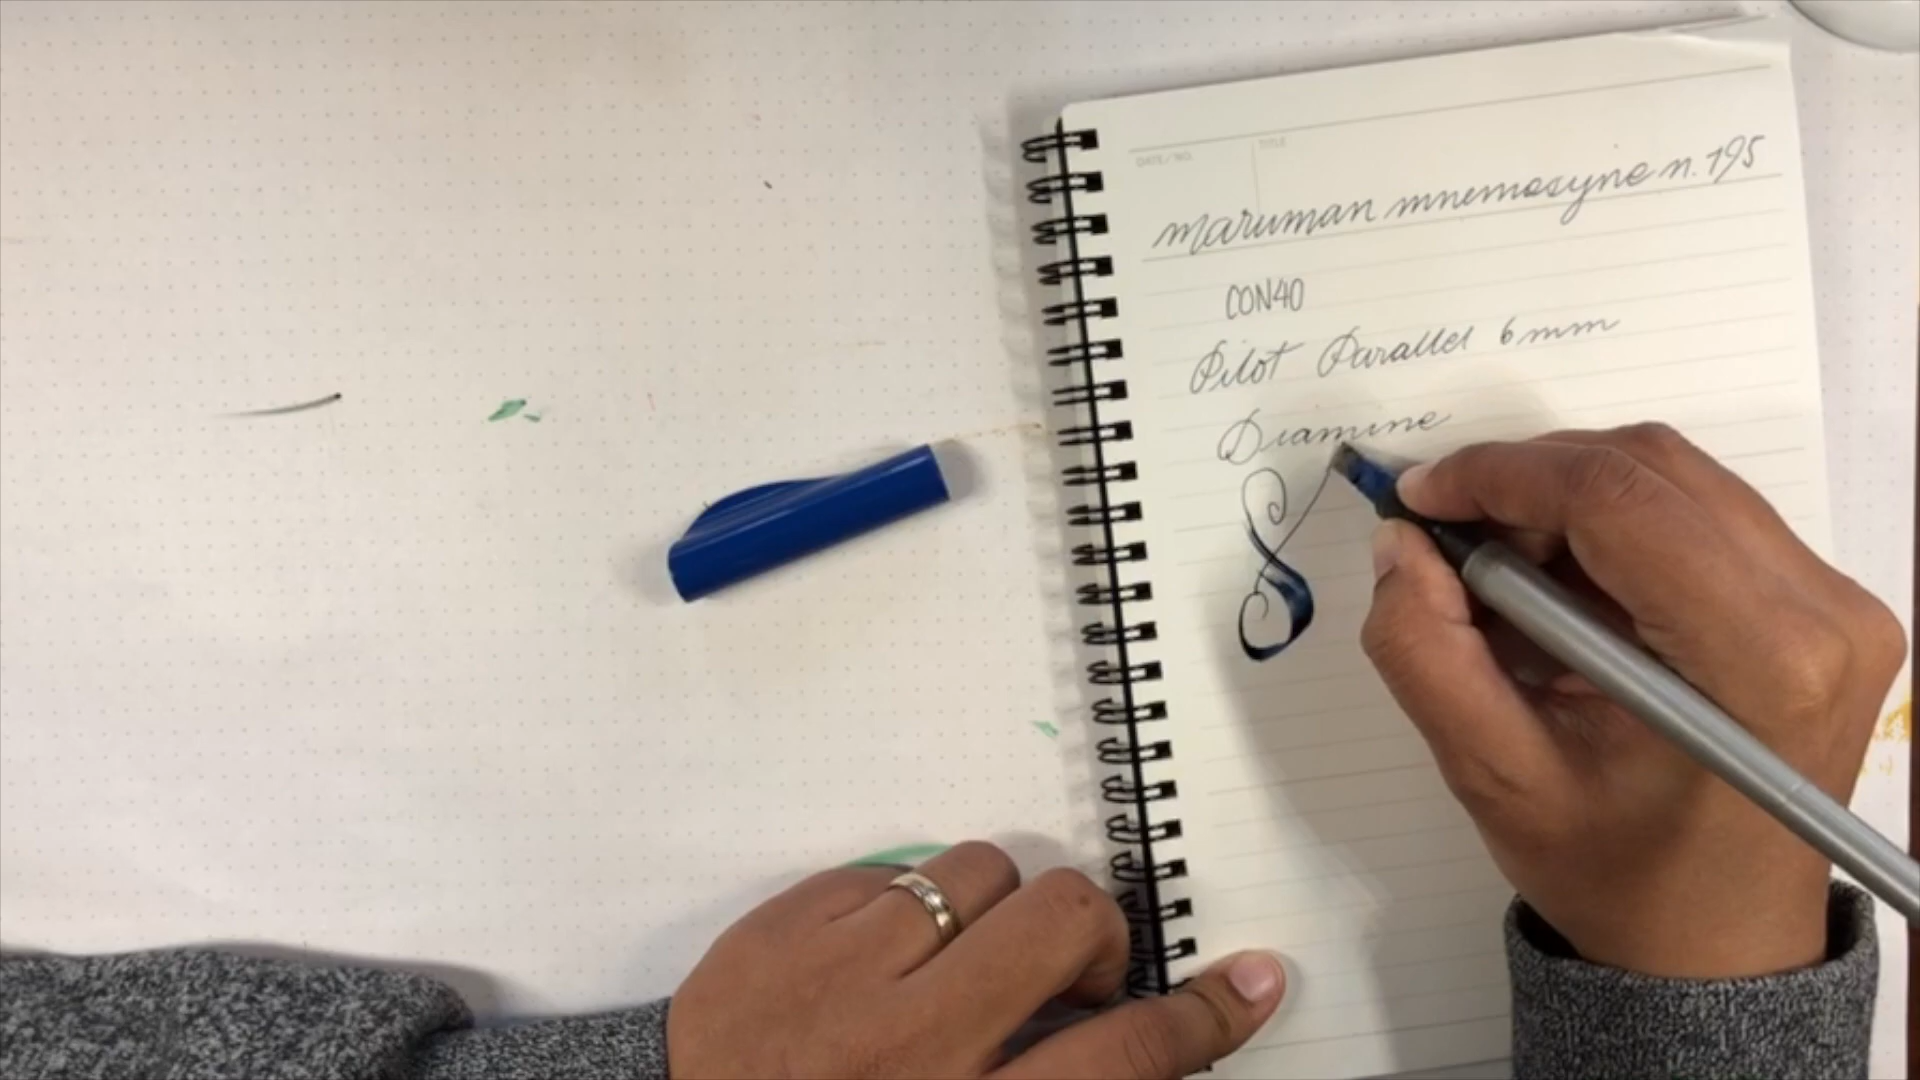 DATE/NO. TITLE
maruman mnemosyne n.195
CON40
Pilot Parallel 6mm
Diamine
S